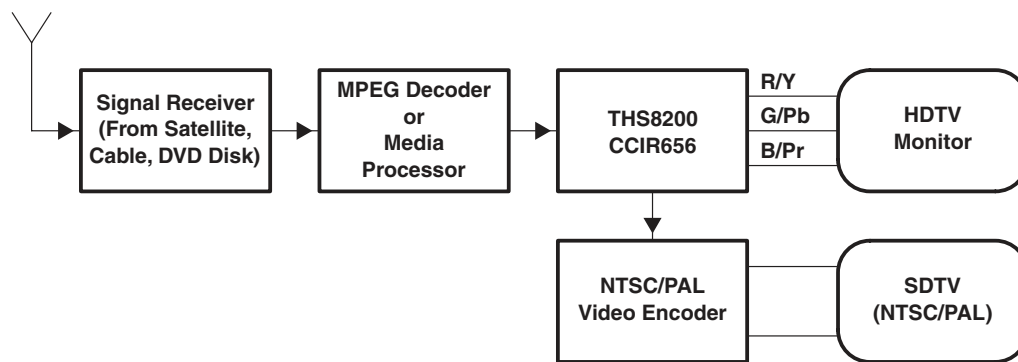 Signal Receiver
(From Satellite,
Cable, DVD Disk)
MPEG Decoder
or
Media
Processor
THS8200
CCIR656
R/Y
G/Pb
B/Pr
HDTV
Monitor
NTSC/PAL
Video Encoder
SDTV
(NTSC/PAL)